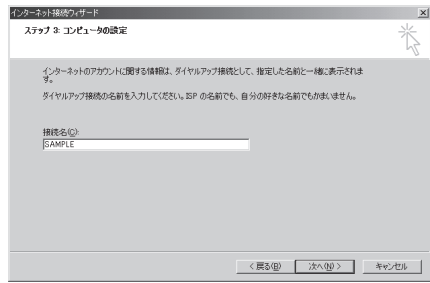 インターネット接続ウィザード
ステップ 3: コンピュータの設定
インターネットのアカウントに関する情報は、ダイヤルアップ接続として、指定した名前と一緒に表示されま
す。
ダイヤルアップ接続の名前を入力してください。ISP の名前でも、自分の好きな名前でもかまいません。
接続名(C):
SAMPLE
< 戻る(B)
次へ(N) >
キャンセル